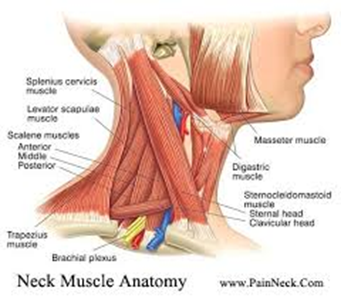 Splenius cervicis
muscle
Levator scapulae
muscle
Scalene muscles
Anterior
Middle
Posterior
Trapezius
muscle
Brachial plexus
Masseter muscle
Digastric
muscle
Sternocleidomastoid
muscle
Sternal head
Clavicular head
Neck Muscle Anatomy
www.PainNeck.Com